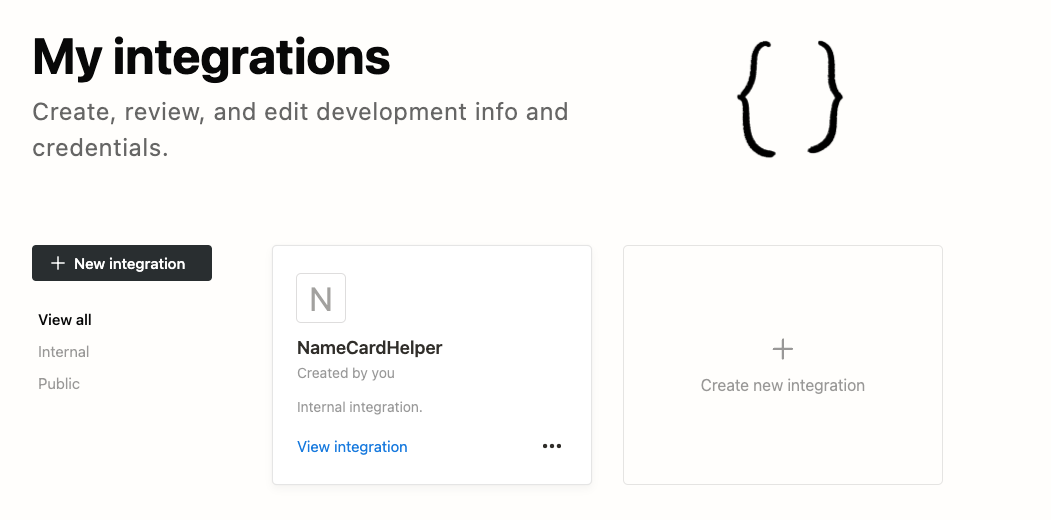 My integrations
Create, review, and edit development info and
credentials.
{ }
+ New integration
View all
Internal
Public
N
NameCardHelper
Created by you
Internal integration.
View integration
•••
+
Create new integration